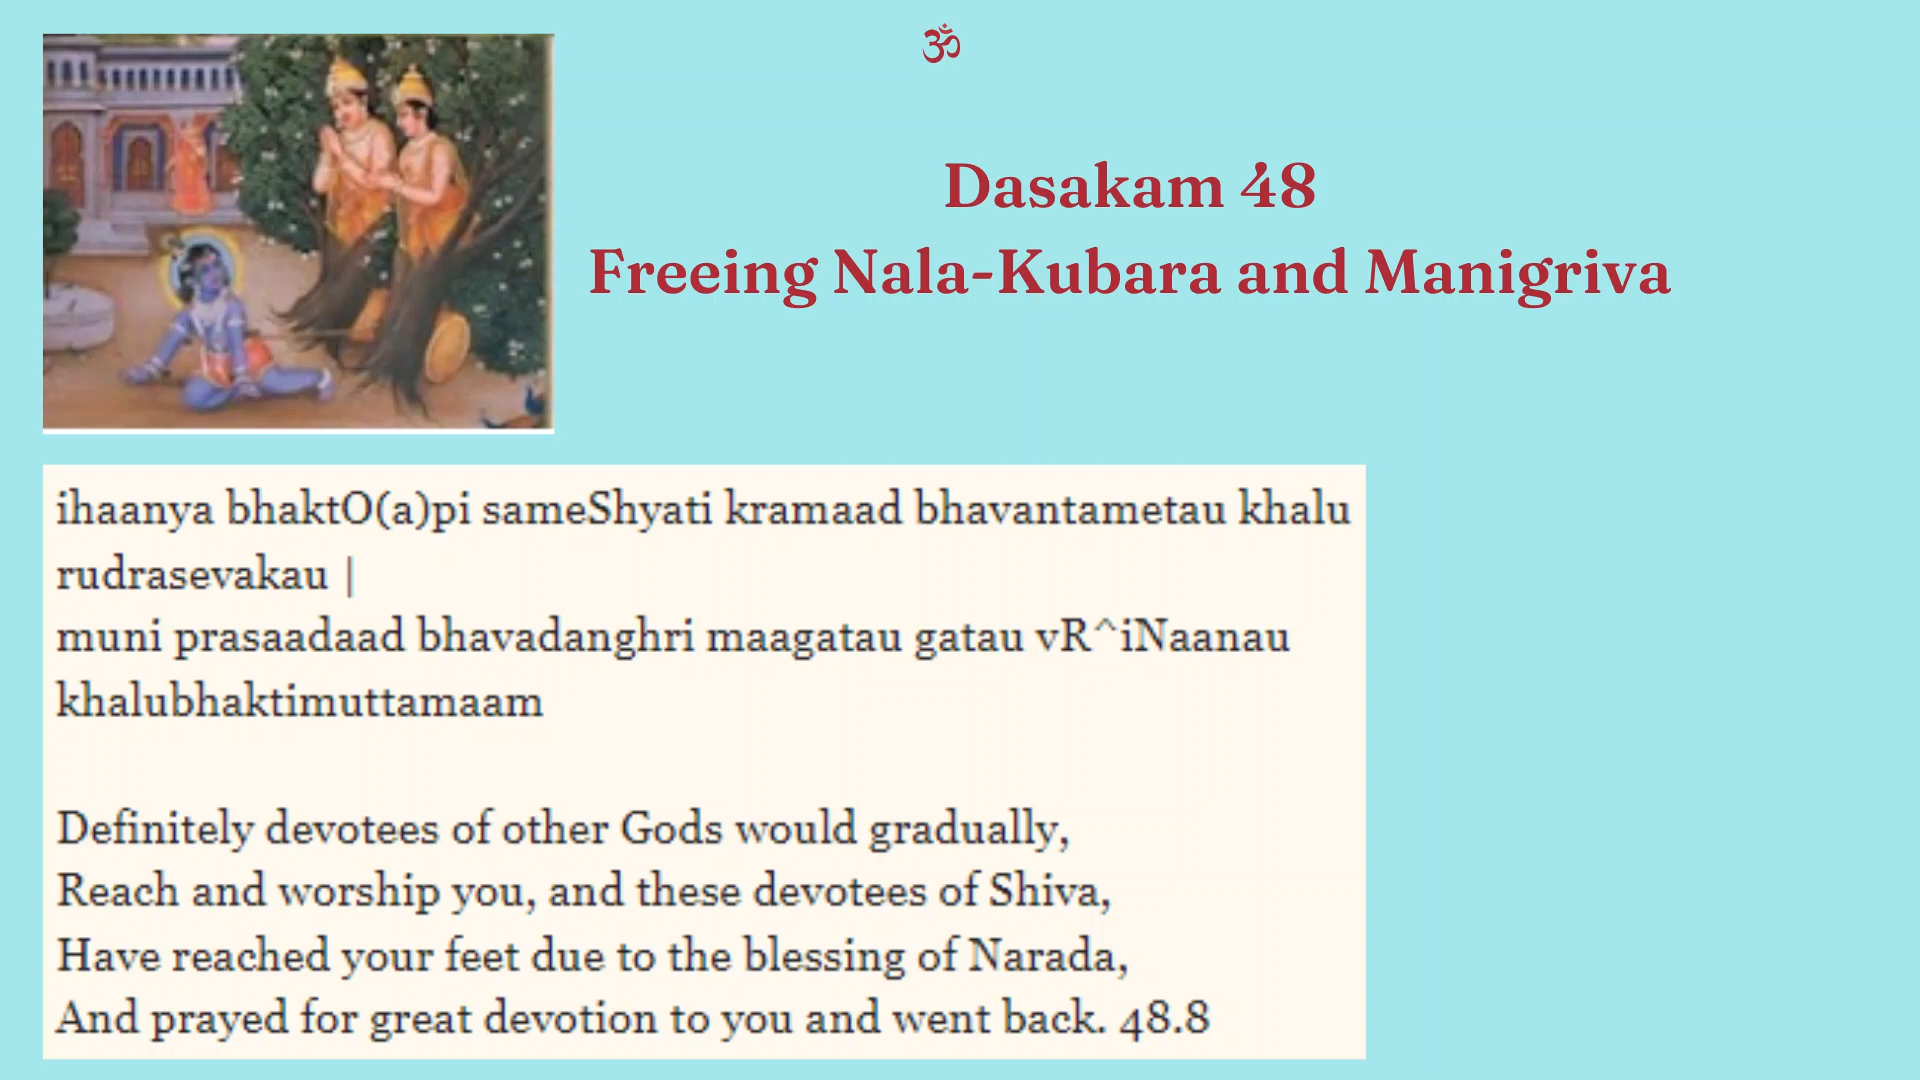 ॐ
Dasakam 48
Freeing Nala-Kubara and Manigriva
ihaanya bhaktO(a)pi sameShyati kramaad bhavantametau khalu
rudrasevakau |
muni prasaadaad bhavadanghri maagatau gatau vR^iNaanau
khalubhaktimuttamaam
Definitely devotees of other Gods would gradually,
Reach and worship you, and these devotees of Shiva,
Have reached your feet due to the blessing of Narada,
And prayed for great devotion to you and went back. 48.8